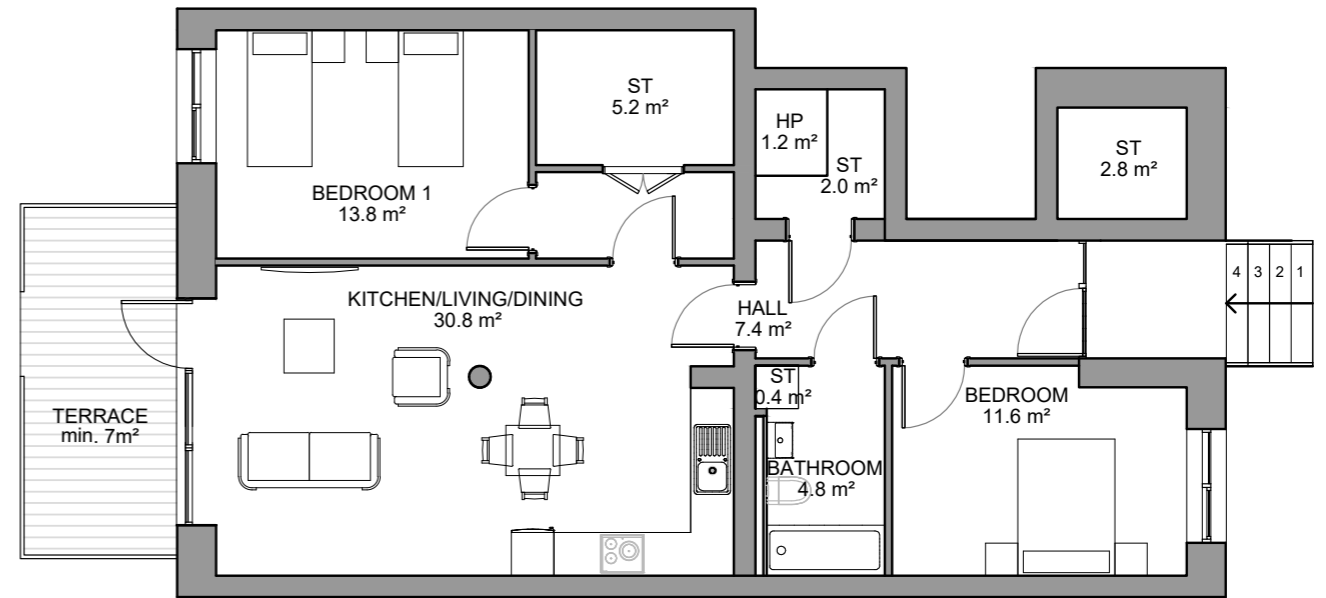 ST
5.2 m²
HP
1.2 m²
ST
2.0 m²
ST
2.8 m²
BEDROOM 1
13.8 m²
4 3 2 1
KITCHEN/LIVING/DINING
30.8 m²
HALL
7.4 m²
ST
0.4 m²
BEDROOM
11.6 m²
TERRACE
min. 7m²
BATHROOM
4.8 m²